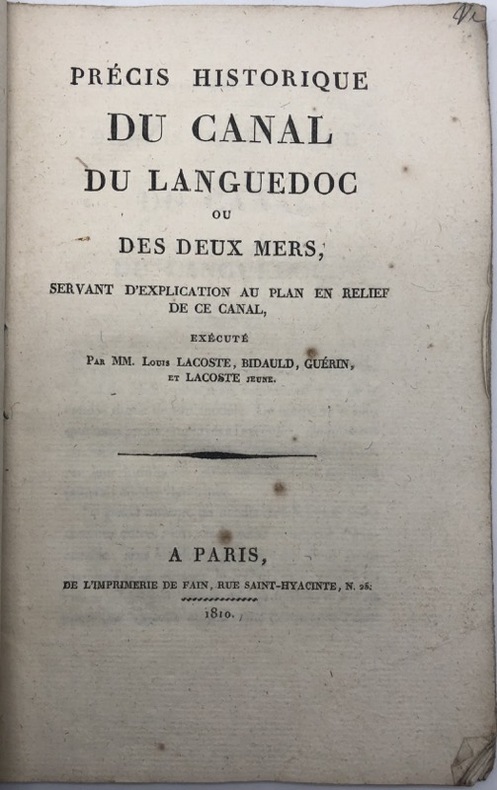 PRÉCIS HISTORIQUE
DU CANAL
DU LANGUEDOC
OU
DES DEUX MERS,
SERVANT D'EXPLICATION AU PLAN EN RELIEF
DE CE CANAL,
EXÉCUTÉ
PAR MM. LOUIS LACOSTE, BIDAULD, GUÉRIN,
ET LACOSTE JEUNE.
A PARIS,
DE L'IMPRIMERIE DE FAIN, RUE SAINT-HYACINTE, N. 25.
1810.